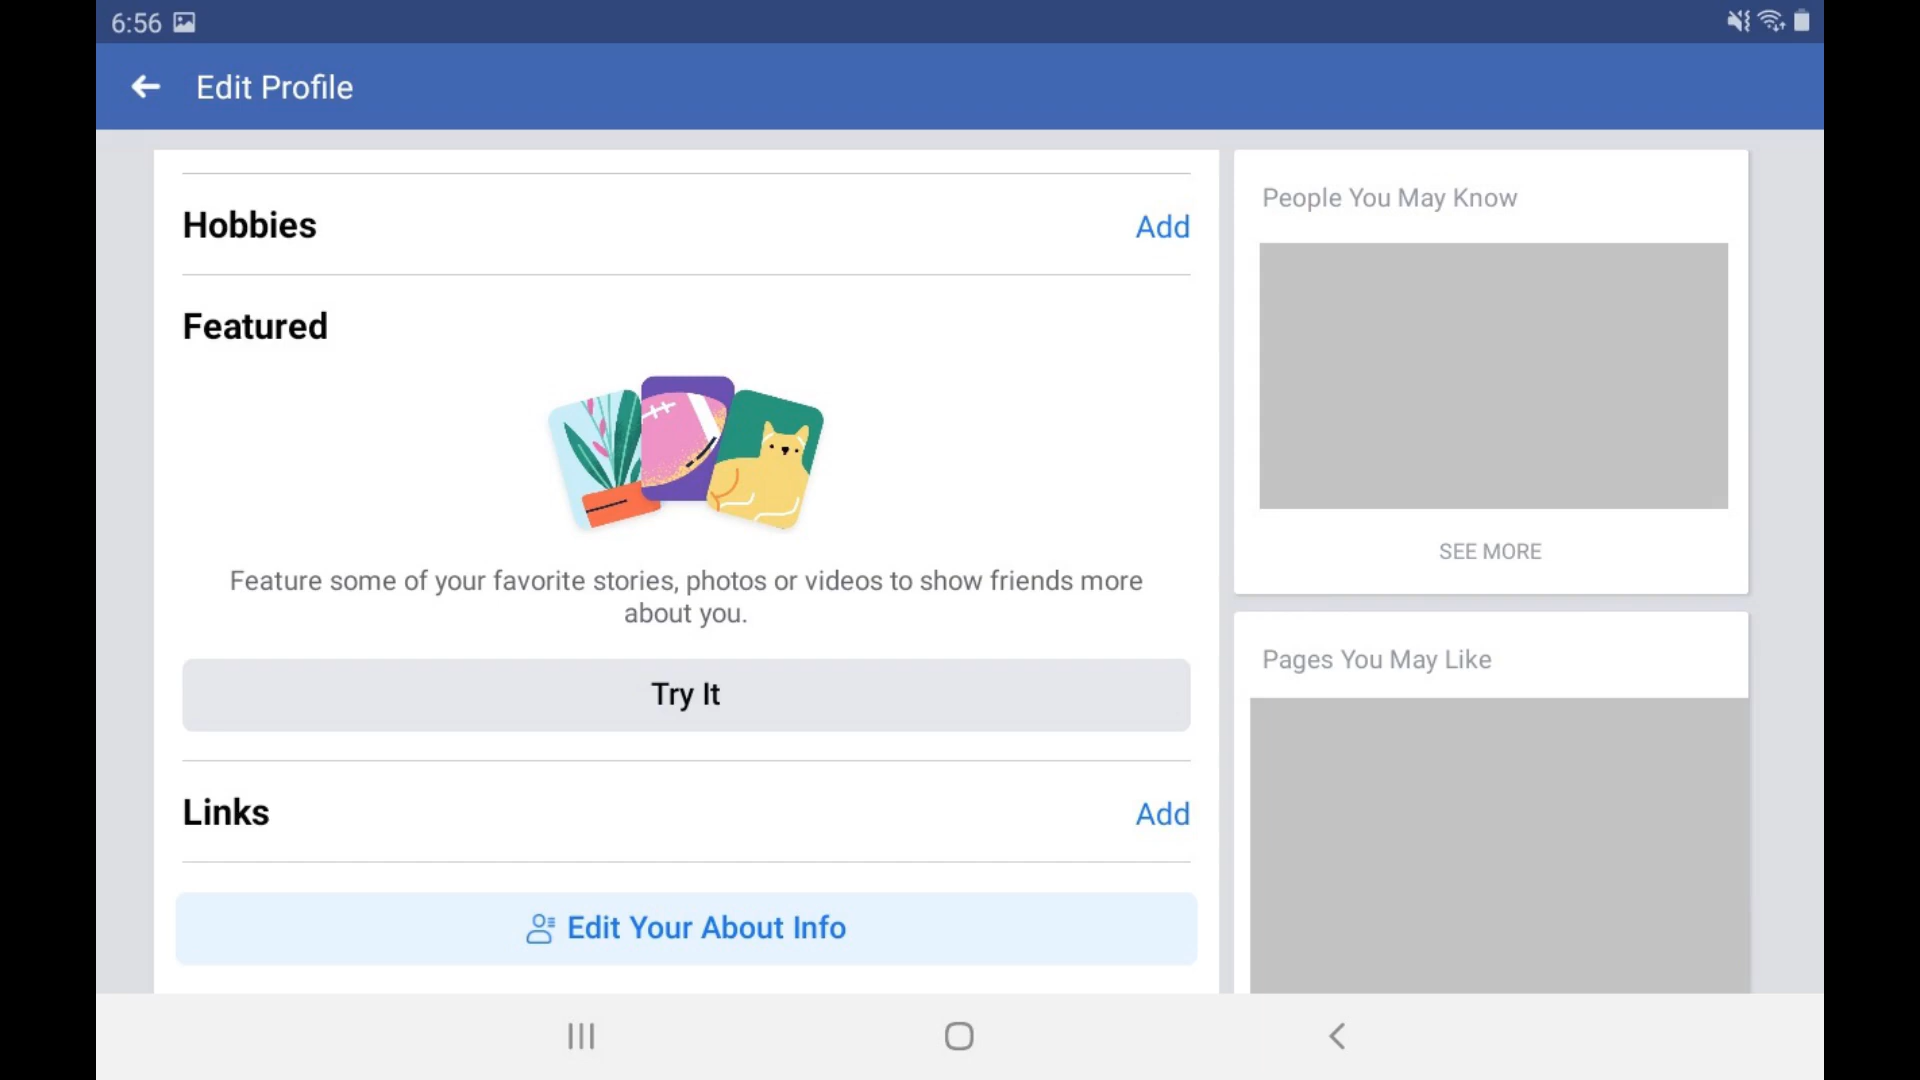 6:56
Edit Profile
Hobbies
Add
Featured
Feature some of your favorite stories, photos or videos to show friends more
about you.
Try It
Links
Add
Edit Your About Info
People You May Know
SEE MORE
Pages You May Like